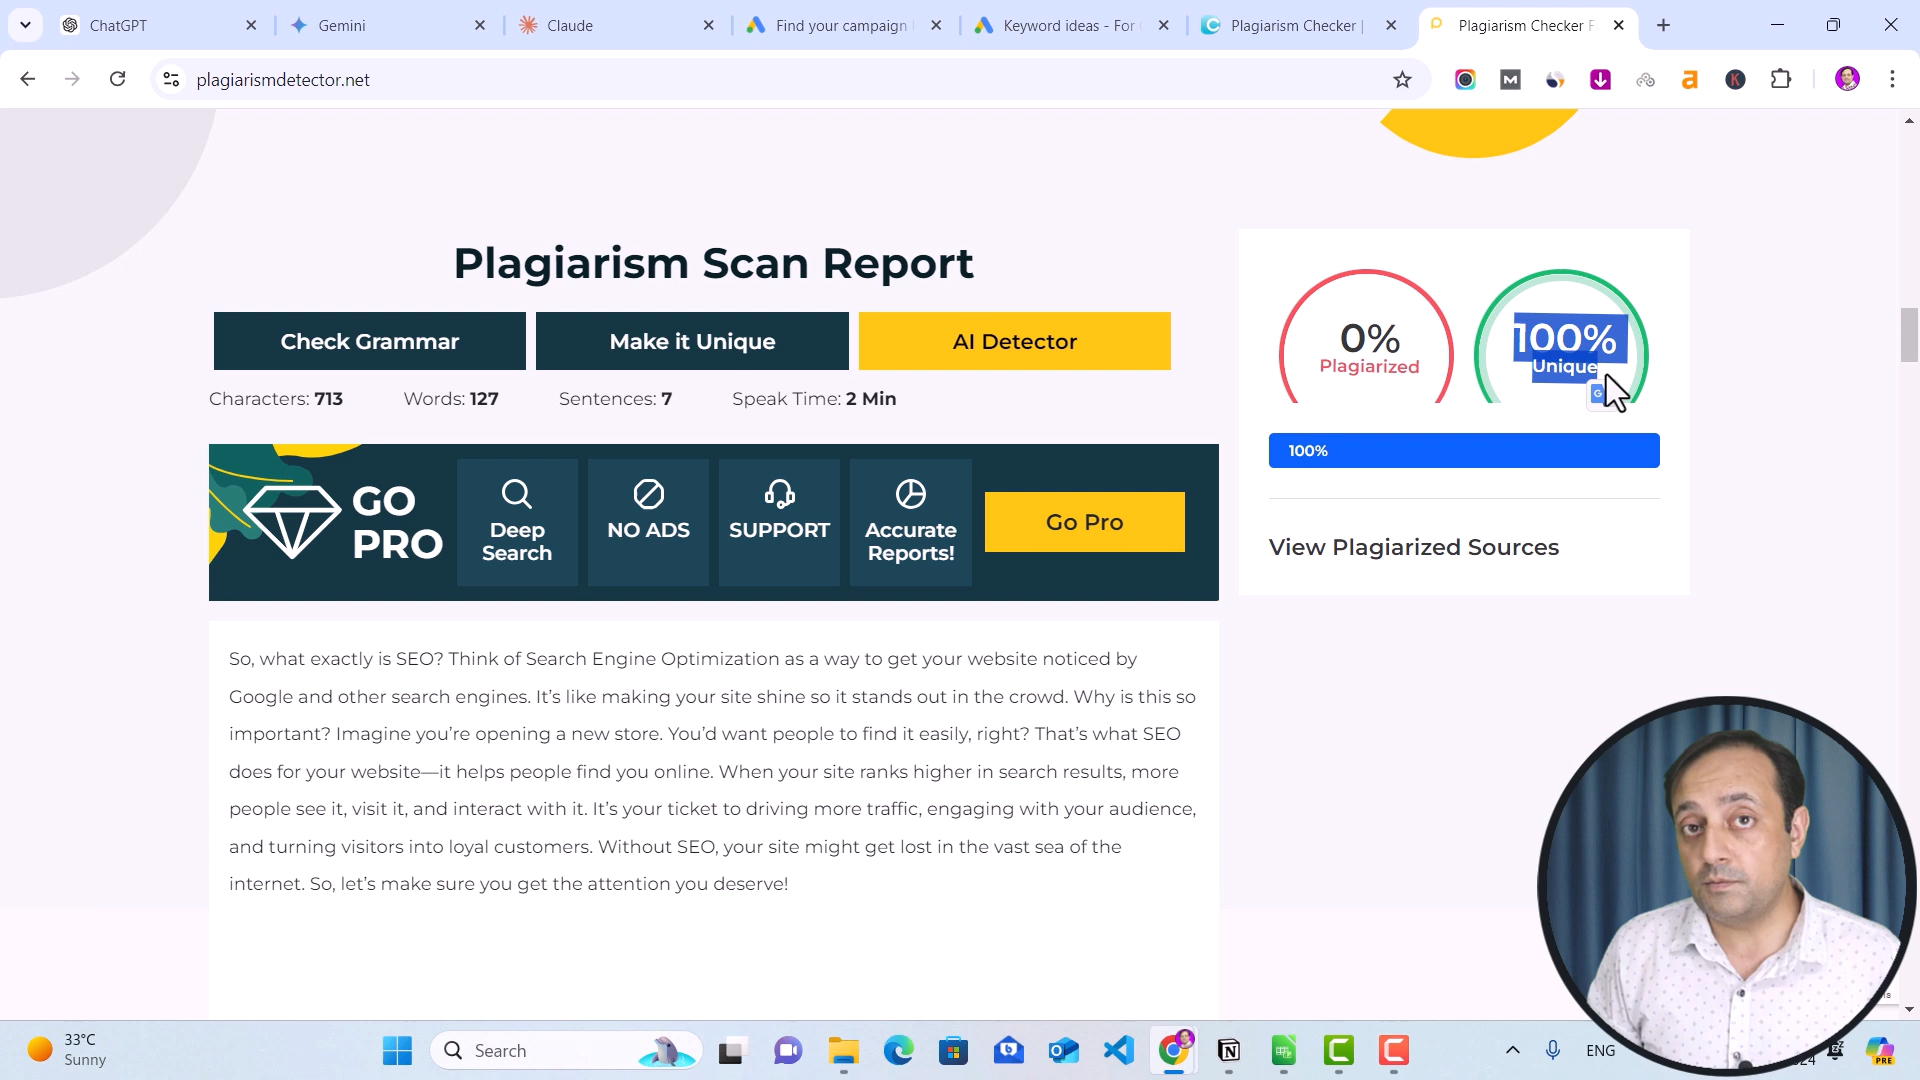 ChatGPT
Gemini
Claude
Find your campaign
Keyword ideas - For
Plagiarism Checker |
Plagiarism Checker F
plagiarismdetector.net
Plagiarism Scan Report
Check Grammar
Make it Unique
AI Detector
Characters: 713
Words: 127
Sentences: 7
Speak Time: 2 Min
0%
Plagiarized
100%
Unique
100%
View Plagiarized Sources
GO
PRO
Deep
Search
NO ADS
SUPPORT
Accurate
Reports!
Go Pro
So, what exactly is SEO? Think of Search Engine Optimization as a way to get your website noticed by
Google and other search engines. It’s like making your site shine so it stands out in the crowd. Why is this so
important? Imagine you’re opening a new store. You’d want people to find it easily, right? That’s what SEO
does for your website—it helps people find you online. When your site ranks higher in search results, more
people see it, visit it, and interact with it. It’s your ticket to driving more traffic, engaging with your audience,
and turning visitors into loyal customers. Without SEO, your site might get lost in the vast sea of the
internet. So, let’s make sure you get the attention you deserve!
33°C
Sunny
Search
ENG
PRE